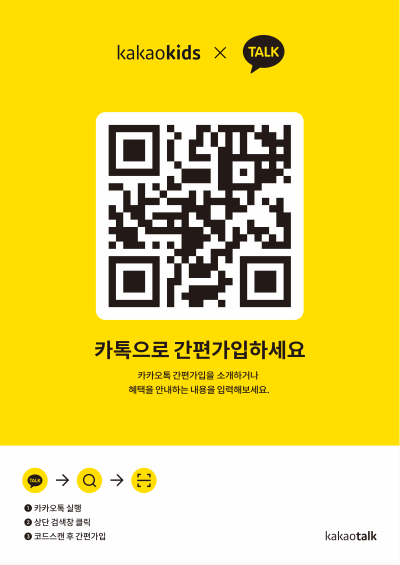 kakaokids × TALK
카톡으로 간편가입하세요
카카오톡 간편가입을 소개하거나
혜택을 안내하는 내용을 입력해보세요.
TALK
1 카카오톡 실행
2 상단 검색창 클릭
3 코드스캔 후 간편가입
kakaotalk